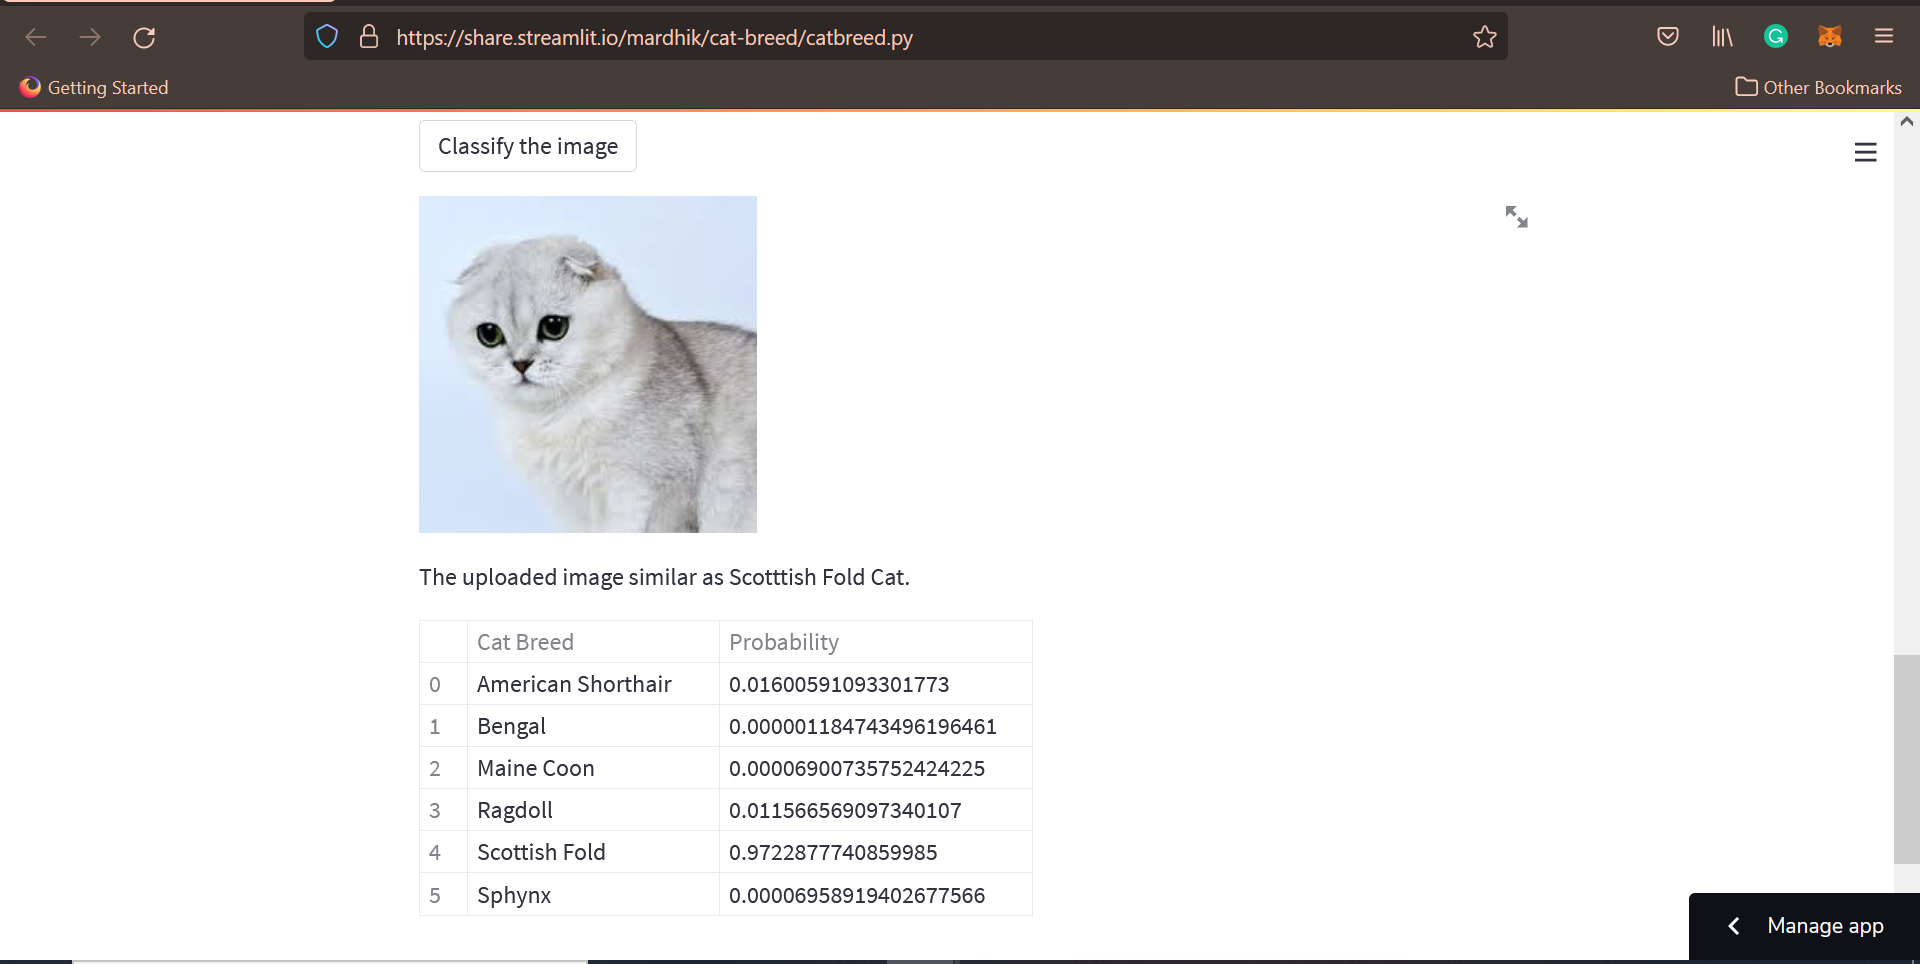 https://share.streamlit.io/mardhik/cat-breed/catbreed.py
Getting Started
Other Bookmarks
Classify the image
The uploaded image similar as Scotttish Fold Cat.
Cat Breed Probability
0 American Shorthair 0.01600591093301773
1 Bengal 0.000001184743496196461
2 Maine Coon 0.00006900735752424225
3 Ragdoll 0.011566569097340107
4 Scottish Fold 0.9722877740859985
5 Sphynx 0.00006958919402677566
Manage app